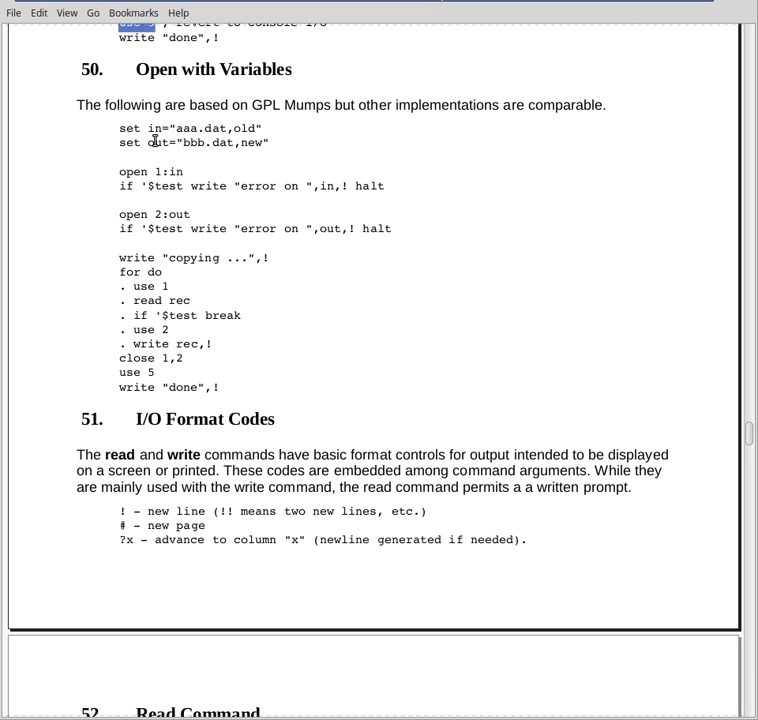 File Edit View Go Bookmarks Help
write "done",!
50. Open with Variables
The following are based on GPL Mumps but other implementations are comparable.
set in="aaa.dat,old"
set out="bbb.dat,new"
open 1:in
if '$test write "error on ",in,! halt
open 2:out
if '$test write "error on ",out,! halt
write "copying ...",!
for do
. use 1
. read rec
. if '$test break
. use 2
. write rec,!
close 1,2
use 5
write "done",!
51. I/O Format Codes
The read and write commands have basic format controls for output intended to be displayed
on a screen or printed. These codes are embedded among command arguments. While they
are mainly used with the write command, the read command permits a a written prompt.
! – new line (!! means two new lines, etc.)
# – new page
?x – advance to column "x" (newline generated if needed).
52 Read Command